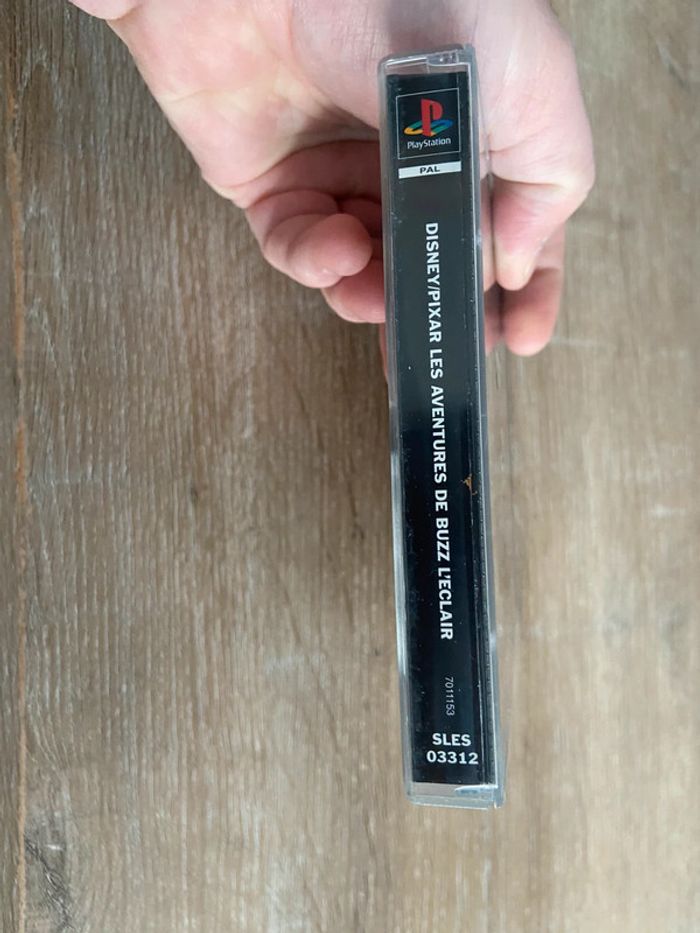 PlayStation
PAL
DISNEY/PIXAR LES AVENTURES DE BUZZ L'ECLAIR
7011153
SLES
03312